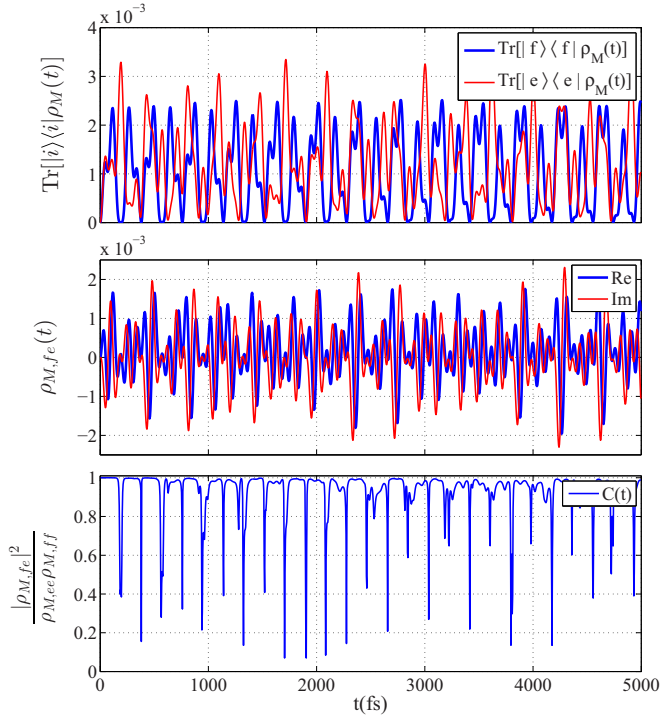 x 10⁻³
4
3
2
1
0
Tr[|i⟩⟨i|ρ_M(t)]
Tr[| f ⟩⟨ f | ρ_M(t)]
Tr[| e ⟩⟨ e | ρ_M(t)]
x 10⁻³
2
1
0
−1
−2
ρ_{M,fe}(t)
Re
Im
1
0.8
0.6
0.4
0.2
0
|ρ_{M,fe}|²
ρ_{M,ee}ρ_{M,ff}
C(t)
0 1000 2000 3000 4000 5000
t(fs)